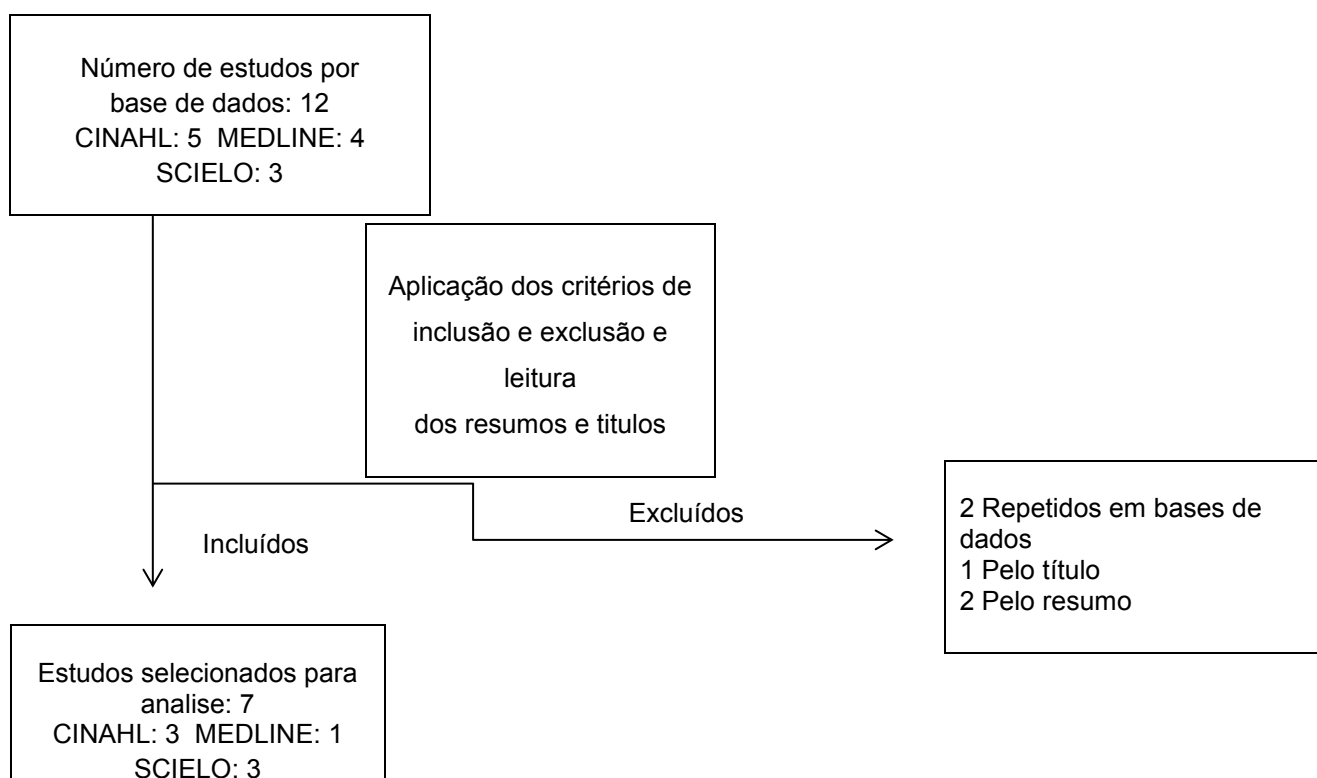 Número de estudos por
base de dados: 12
CINAHL: 5 MEDLINE: 4
SCIELO: 3
Aplicação dos critérios de
inclusão e exclusão e
leitura
dos resumos e titulos
Excluídos
Incluídos
2 Repetidos em bases de
dados
1 Pelo título
2 Pelo resumo
Estudos selecionados para
analise: 7
CINAHL: 3 MEDLINE: 1
SCIELO: 3